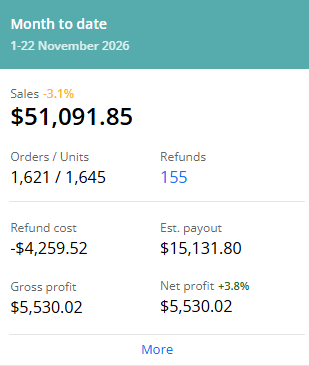 Month to date
1-22 November 2026
Sales -3.1%
$51,091.85
Orders / Units
1,621 / 1,645
Refunds
155
Refund cost
-$4,259.52
Est. payout
$15,131.80
Gross profit
$5,530.02
Net profit +3.8%
$5,530.02
More